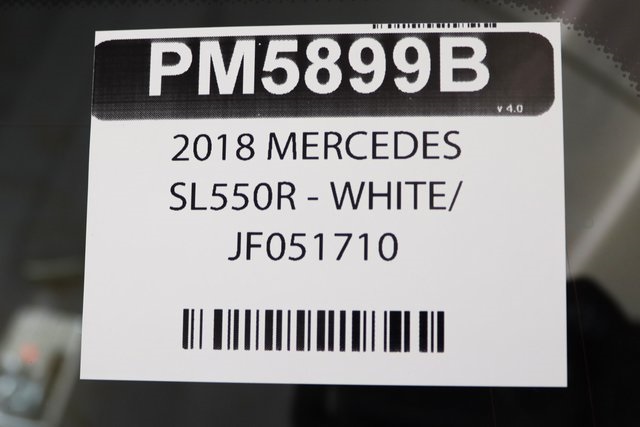 PM5899B
v 4.0
2018 MERCEDES
SL550R - WHITE/
JF051710